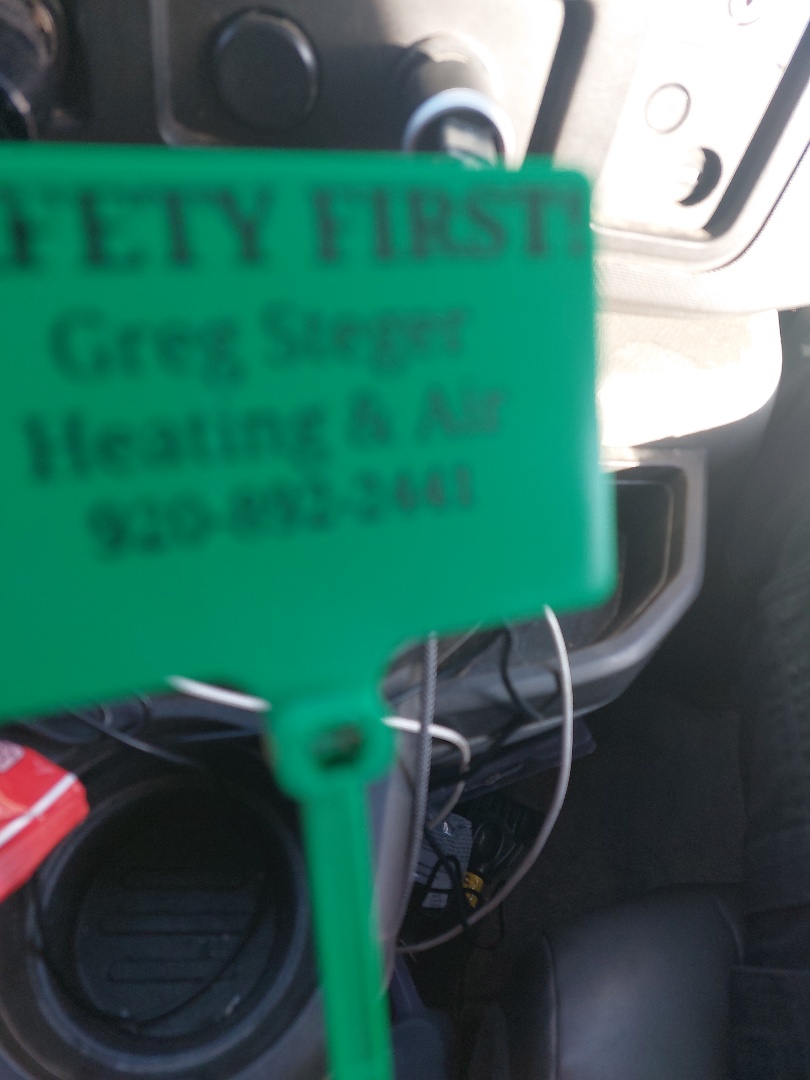 FETY FIRST!
Greg Steger
Heating & Air
920-892-2441